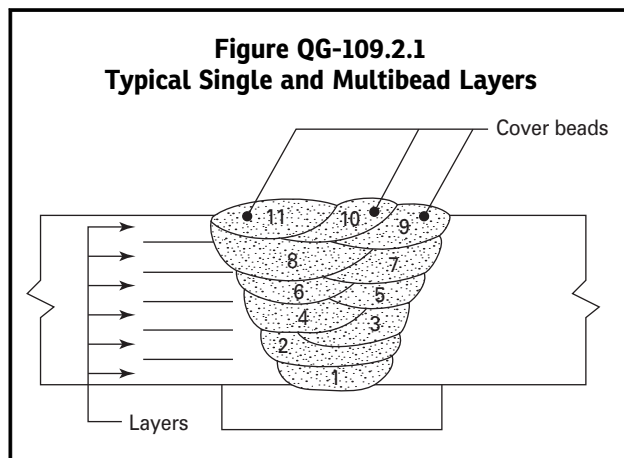 Figure QG-109.2.1
Typical Single and Multibead Layers
Cover beads
11 10 9
8 7
6 5
4 3
2
1
Layers